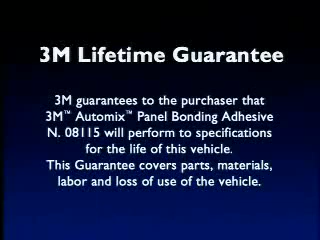 3M Lifetime Guarantee
3M guarantees to the purchaser that
3M™ Automix™ Panel Bonding Adhesive
N. 08115 will perform to specifications
for the life of this vehicle.
This Guarantee covers parts, materials,
labor and loss of use of the vehicle.